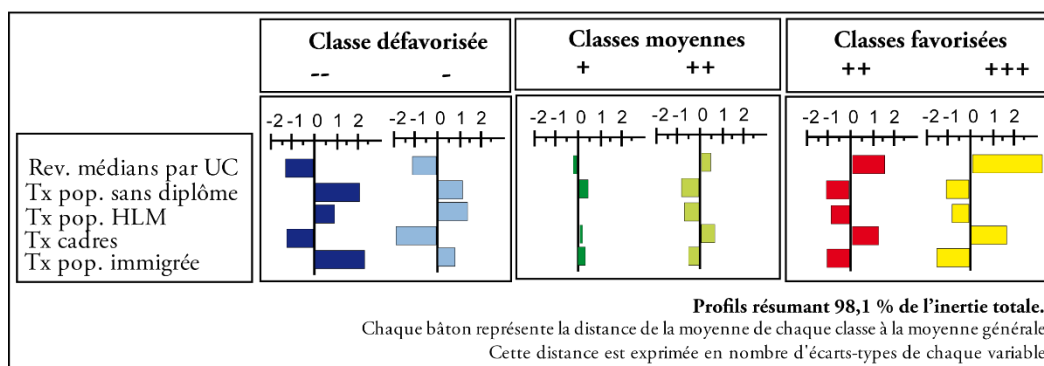 Classe défavorisée Classes moyennes Classes favorisées
-- - + ++ ++ +++
-2 -1 0 1 2 -2 -1 0 1 2 -2 -1 0 1 2 -2 -1 0 1 2 -2 -1 0 1 2 -2 -1 0 1 2
Rev. médians par UC
Tx pop. sans diplôme
Tx pop. HLM
Tx cadres
Tx pop. immigrée
Profils résumant 98,1 % de l'inertie totale.
Chaque bâton représente la distance de la moyenne de chaque classe à la moyenne générale
Cette distance est exprimée en nombre d'écarts-types de chaque variable